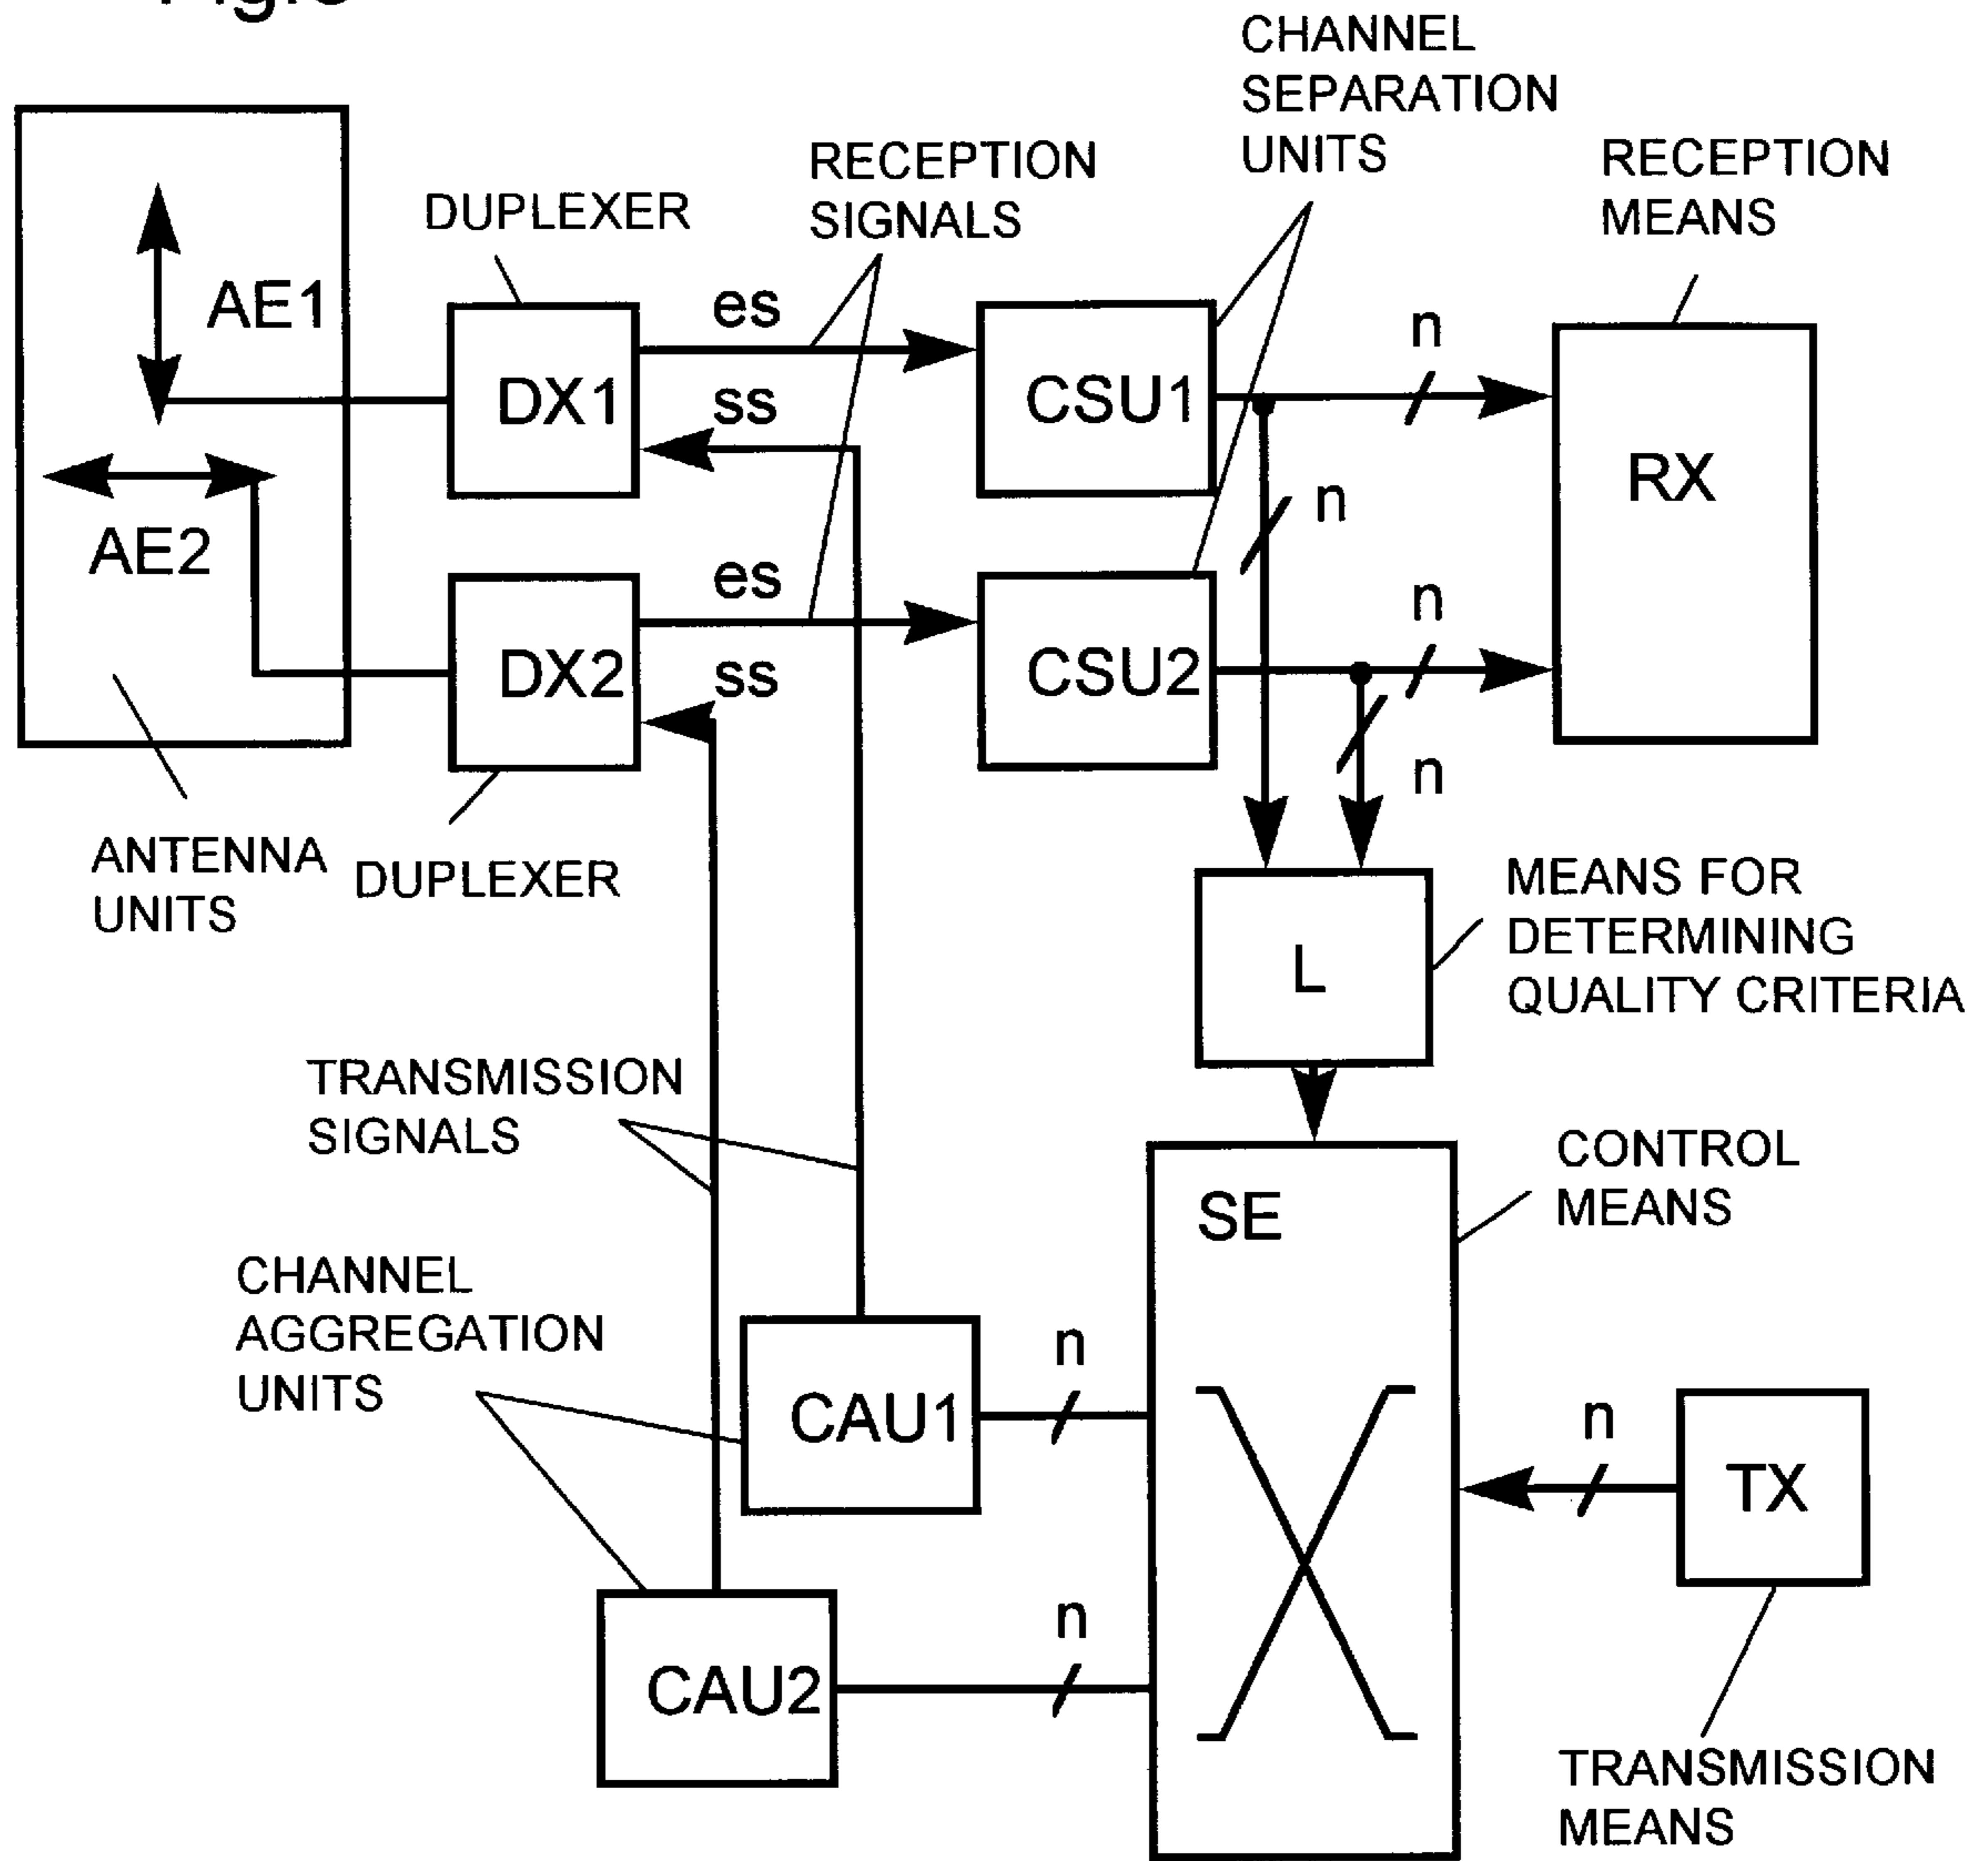 CHANNEL
SEPARATION
UNITS
RECEPTION
SIGNALS
RECEPTION
MEANS
DUPLEXER
AE1
es
n
DX1
ss
CSU1
RX
n
AE2
es
n
DX2
ss
CSU2
n
ANTENNA
UNITS
DUPLEXER
MEANS FOR
DETERMINING
QUALITY CRITERIA
L
TRANSMISSION
SIGNALS
CONTROL
MEANS
SE
CHANNEL
AGGREGATION
UNITS
n
CAU1
n
TX
n
CAU2
TRANSMISSION
MEANS